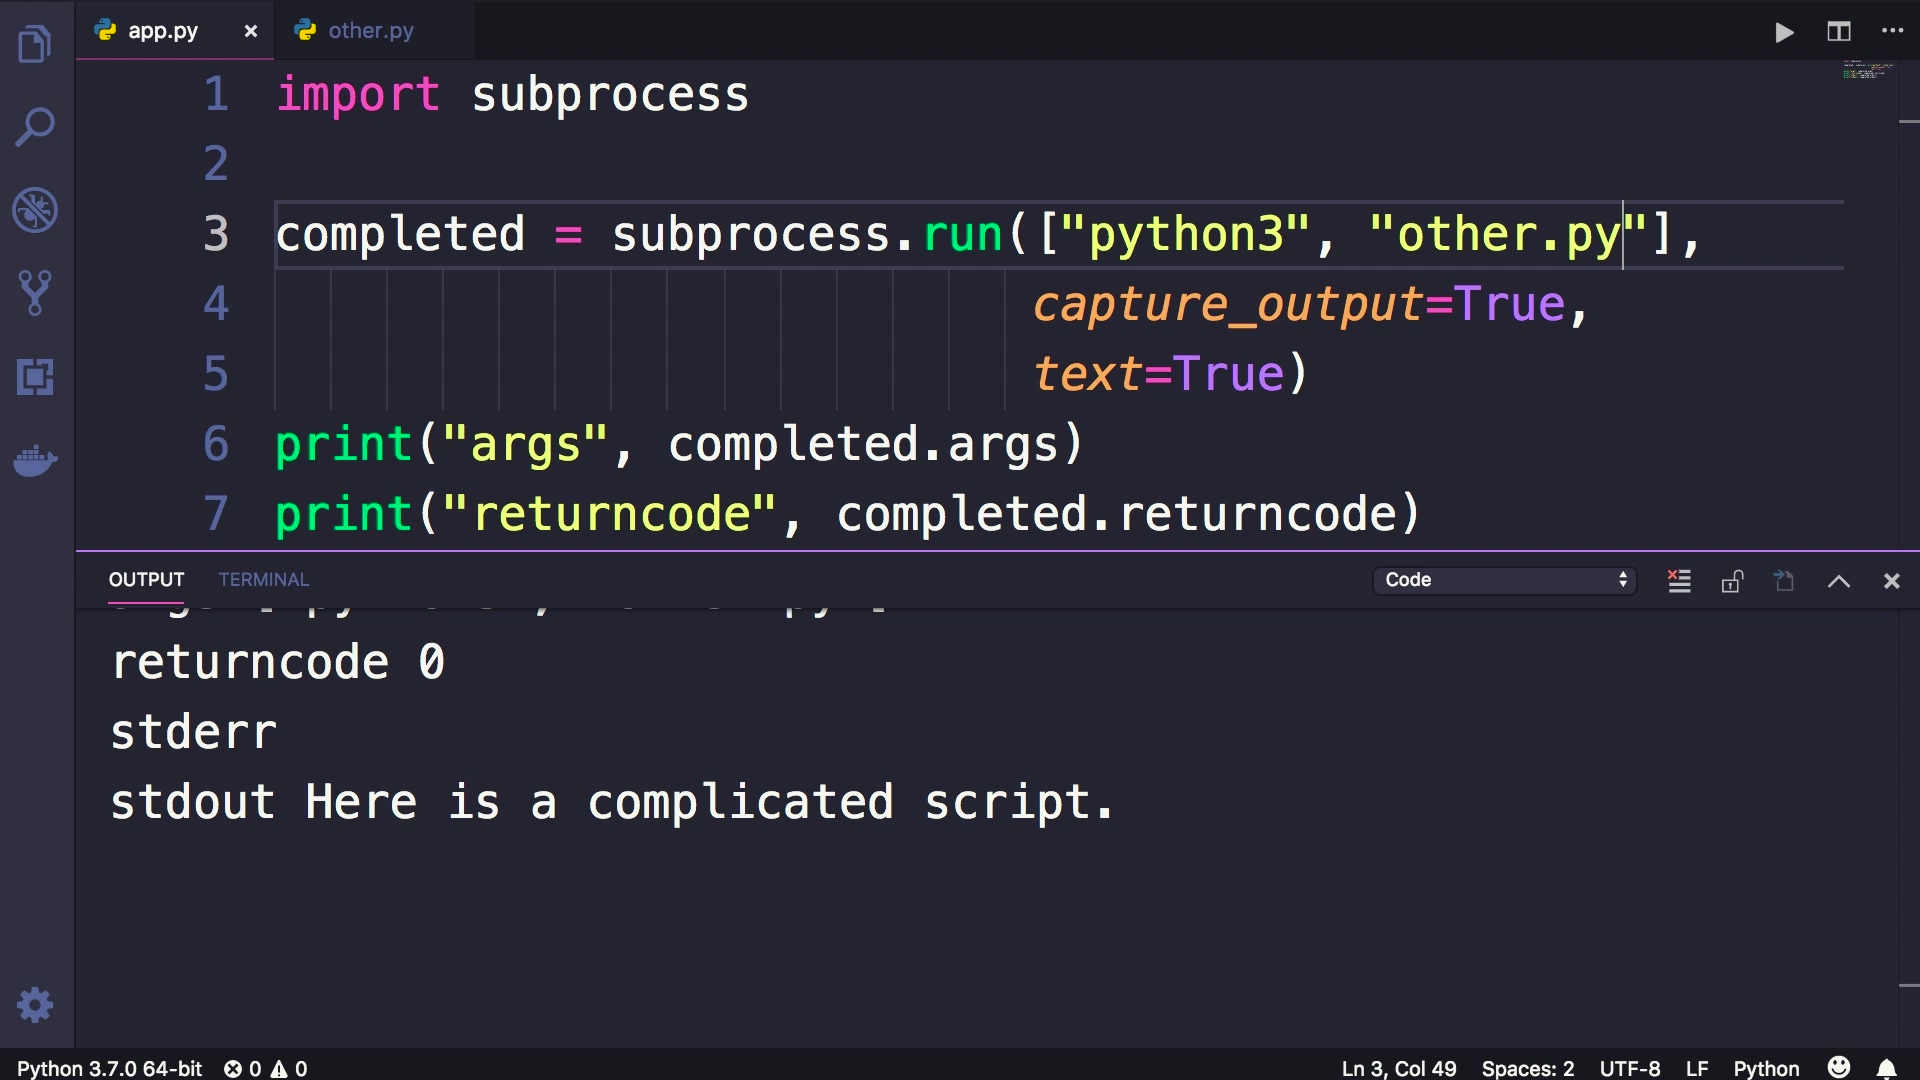 app.py other.py
1 import subprocess
2
3 completed = subprocess.run(["python3", "other.py"],
4 capture_output=True,
5 text=True)
6 print("args", completed.args)
7 print("returncode", completed.returncode)
OUTPUT TERMINAL Code
returncode 0
stderr
stdout Here is a complicated script.
Python 3.7.0 64-bit 0 0 Ln 3, Col 49 Spaces: 2 UTF-8 LF Python